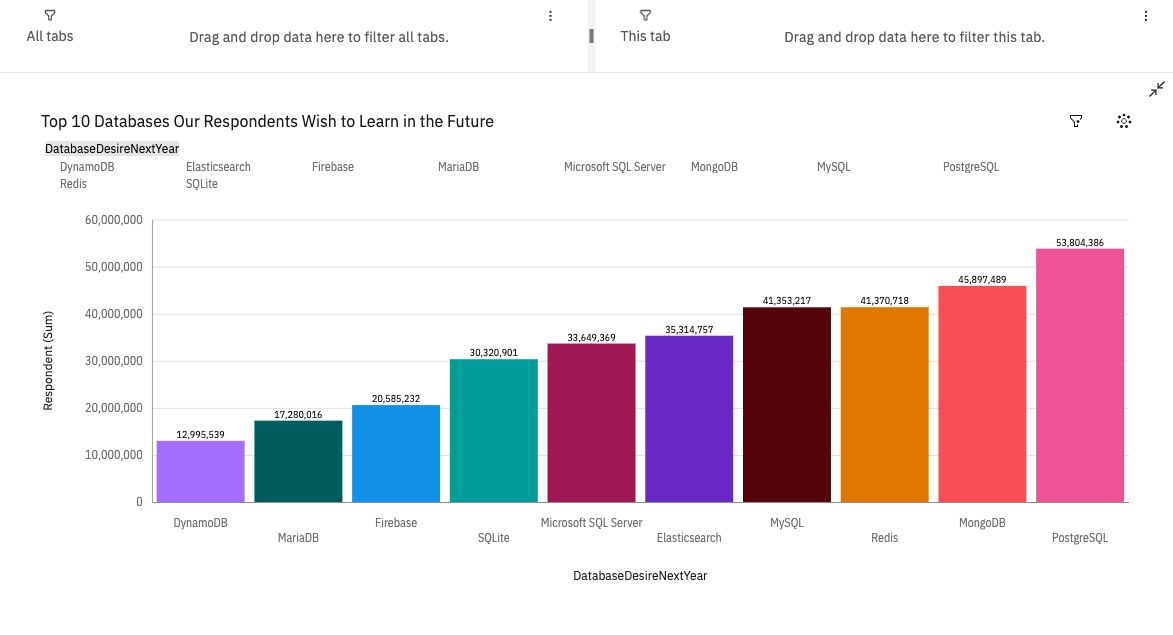 All tabs
Drag and drop data here to filter all tabs.
This tab
Drag and drop data here to filter this tab.
Top 10 Databases Our Respondents Wish to Learn in the Future
DatabaseDesireNextYear
DynamoDB Elasticsearch Firebase MariaDB Microsoft SQL Server MongoDB MySQL PostgreSQL
Redis SQLite
60,000,000
50,000,000
40,000,000
30,000,000
20,000,000
10,000,000
0
Respondent (Sum)
12,995,539
17,280,016
20,585,232
30,320,901
33,649,369
35,314,757
41,353,217
41,370,718
45,897,489
53,804,386
DynamoDB
MariaDB
Firebase
SQLite
Microsoft SQL Server
Elasticsearch
MySQL
Redis
MongoDB
PostgreSQL
DatabaseDesireNextYear